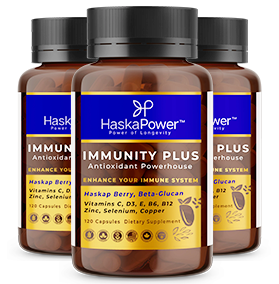 HaskaPower™
Power of Longevity
IMMUNITY PLUS
Antioxidant Powerhouse
ENHANCE YOUR IMMUNE SYSTEM
Haskap Berry, Beta-Glucan
Vitamins C, D3, E, B6, B12
Zinc, Selenium, Copper
120 Capsules Dietary Supplement